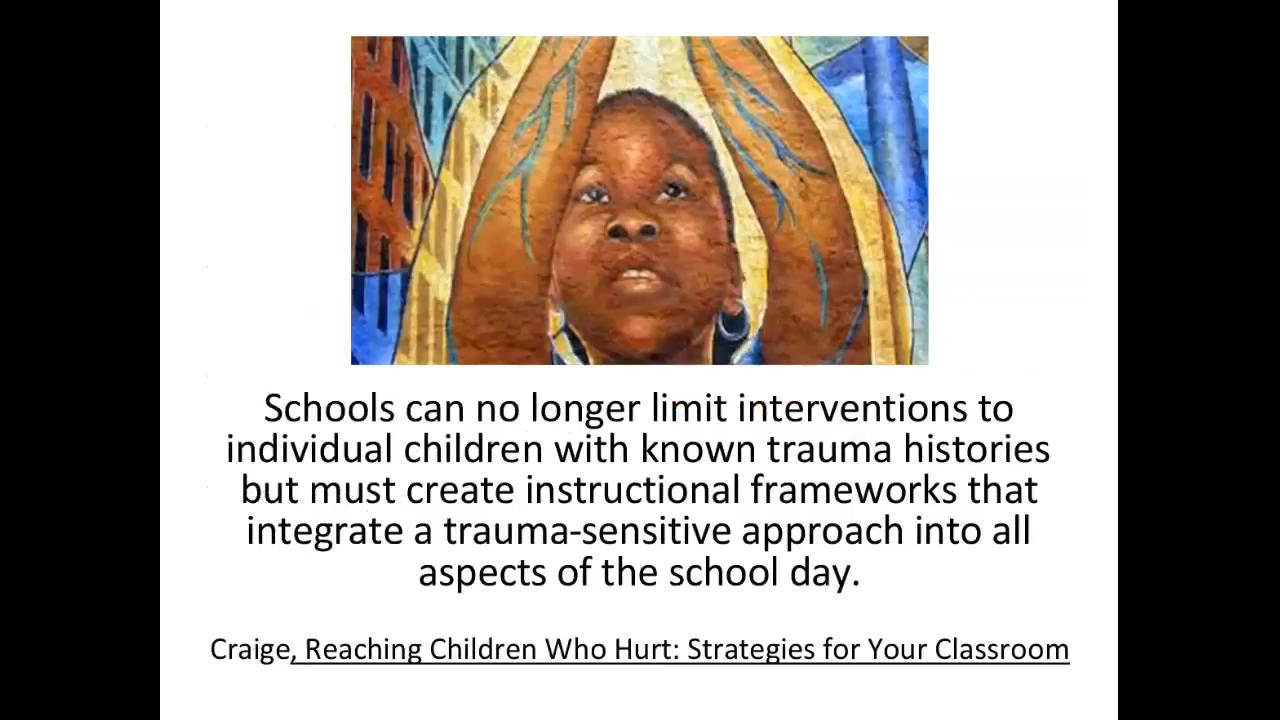 Schools can no longer limit interventions to
individual children with known trauma histories
but must create instructional frameworks that
integrate a trauma-sensitive approach into all
aspects of the school day.
Craige, Reaching Children Who Hurt: Strategies for Your Classroom